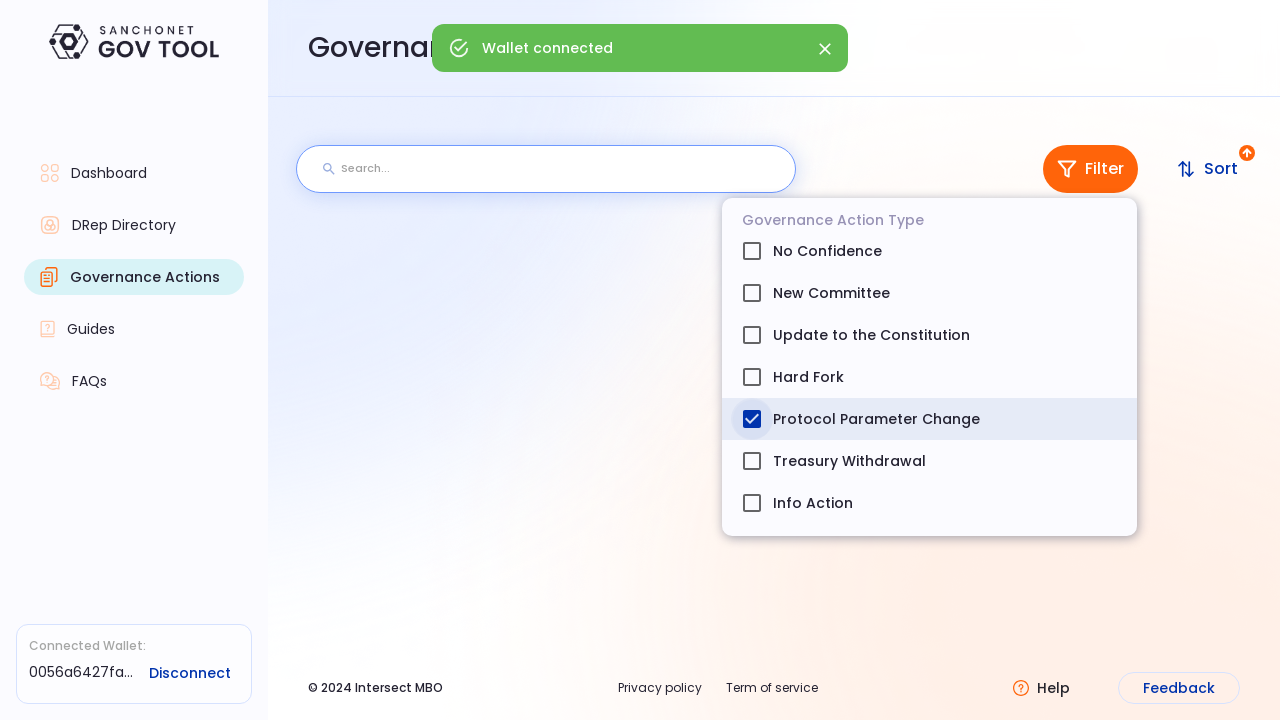 SANCHONET
GOV TOOL
Governan
Wallet connected
Dashboard
DRep Directory
Governance Actions
Guides
FAQs
Connected Wallet:
0056a6427fa...
Disconnect
Search...
Filter
Sort
Governance Action Type
No Confidence
New Committee
Update to the Constitution
Hard Fork
Protocol Parameter Change
Treasury Withdrawal
Info Action
© 2024 Intersect MBO
Privacy policy
Term of service
Help
Feedback